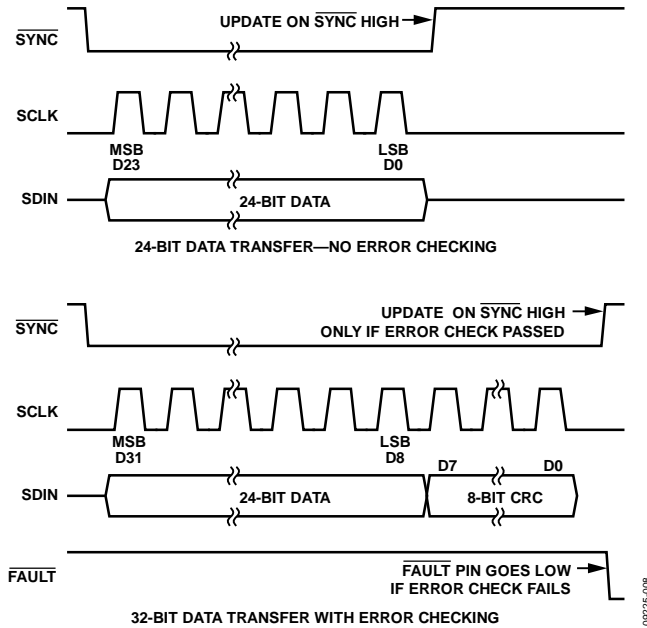 UPDATE ON SYNC HIGH
SYNC
SCLK
MSB
D23
LSB
D0
SDIN
24-BIT DATA
24-BIT DATA TRANSFER—NO ERROR CHECKING
UPDATE ON SYNC HIGH
ONLY IF ERROR CHECK PASSED
SYNC
SCLK
MSB
D31
LSB
D8
D7
D0
SDIN
24-BIT DATA
8-BIT CRC
FAULT
FAULT PIN GOES LOW
IF ERROR CHECK FAILS
32-BIT DATA TRANSFER WITH ERROR CHECKING
09225-008